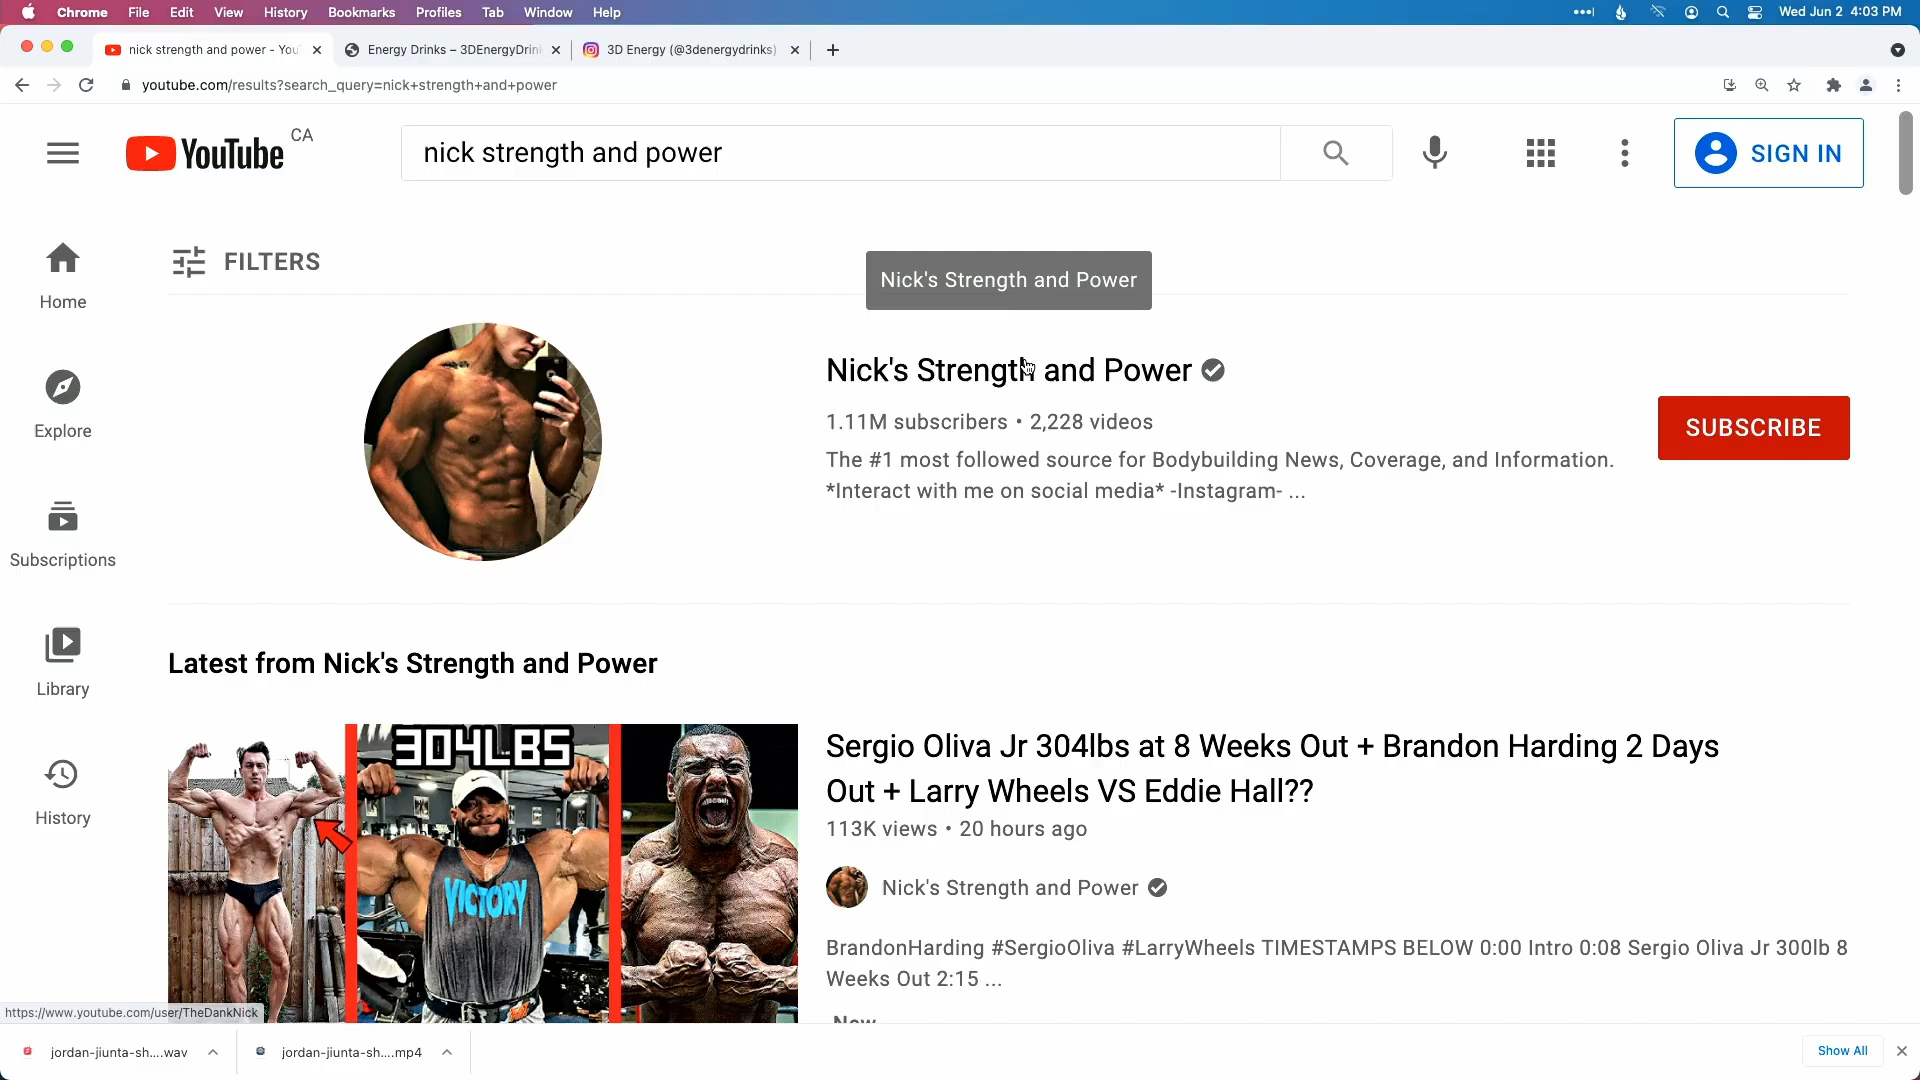 Chrome File Edit View History Bookmarks Profiles Tab Window Help Wed Jun 2 4:03 PM
nick strength and power - You Energy Drinks – 3DEnergyDrin 3D Energy (@3denergydrinks)
youtube.com/results?search_query=nick+strength+and+power
YouTube CA
nick strength and power
SIGN IN
FILTERS
Nick's Strength and Power
Home
Nick's Strength and Power
1.11M subscribers • 2,228 videos
The #1 most followed source for Bodybuilding News, Coverage, and Information.
*Interact with me on social media* -Instagram- ...
SUBSCRIBE
Explore
Subscriptions
Library
History
Latest from Nick's Strength and Power
304LBS
VICTORY
Sergio Oliva Jr 304lbs at 8 Weeks Out + Brandon Harding 2 Days
Out + Larry Wheels VS Eddie Hall??
113K views • 20 hours ago
Nick's Strength and Power
BrandonHarding #SergioOliva #LarryWheels TIMESTAMPS BELOW 0:00 Intro 0:08 Sergio Oliva Jr 300lb 8
Weeks Out 2:15 ...
New
https://www.youtube.com/user/TheDankNick
jordan-jiunta-sh....wav jordan-jiunta-sh....mp4 Show All